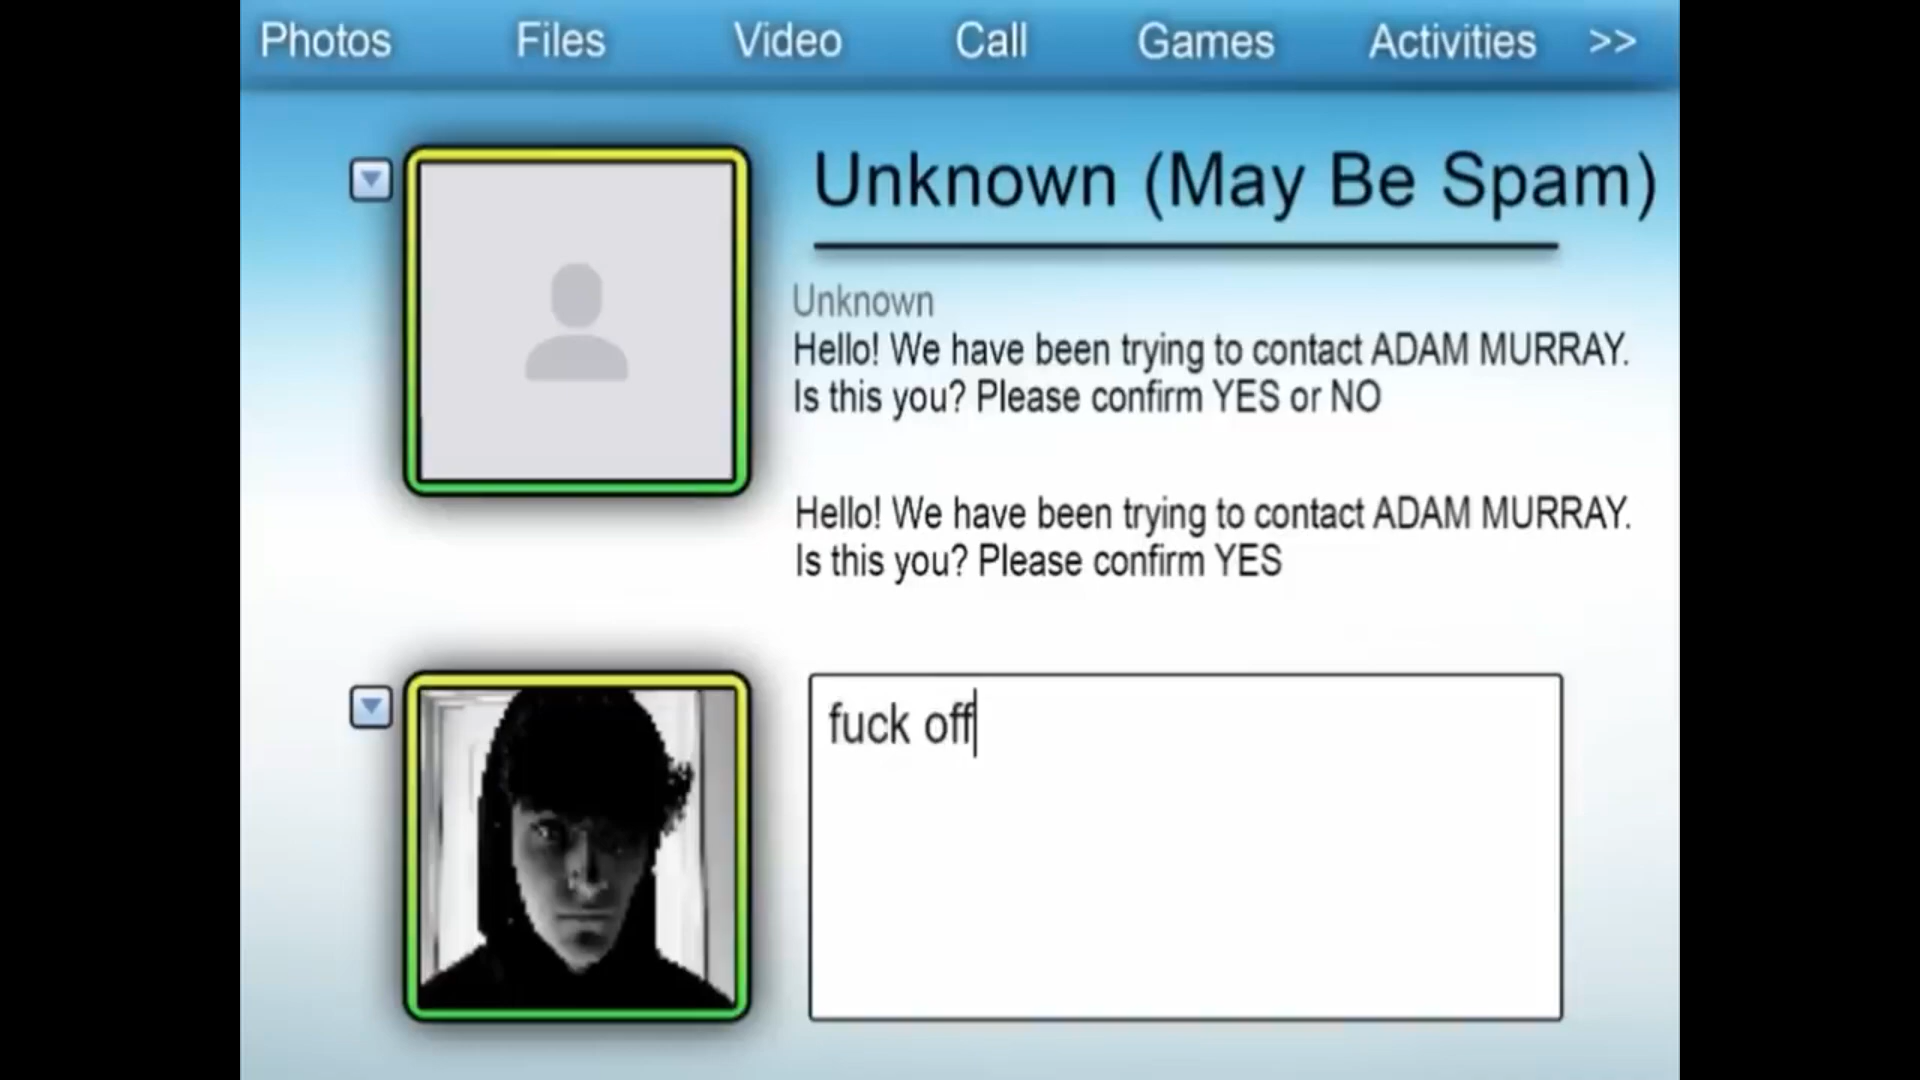 Photos Files Video Call Games Activities >>
Unknown (May Be Spam)
Unknown
Hello! We have been trying to contact ADAM MURRAY.
Is this you? Please confirm YES or NO
Hello! We have been trying to contact ADAM MURRAY.
Is this you? Please confirm YES
fuck off